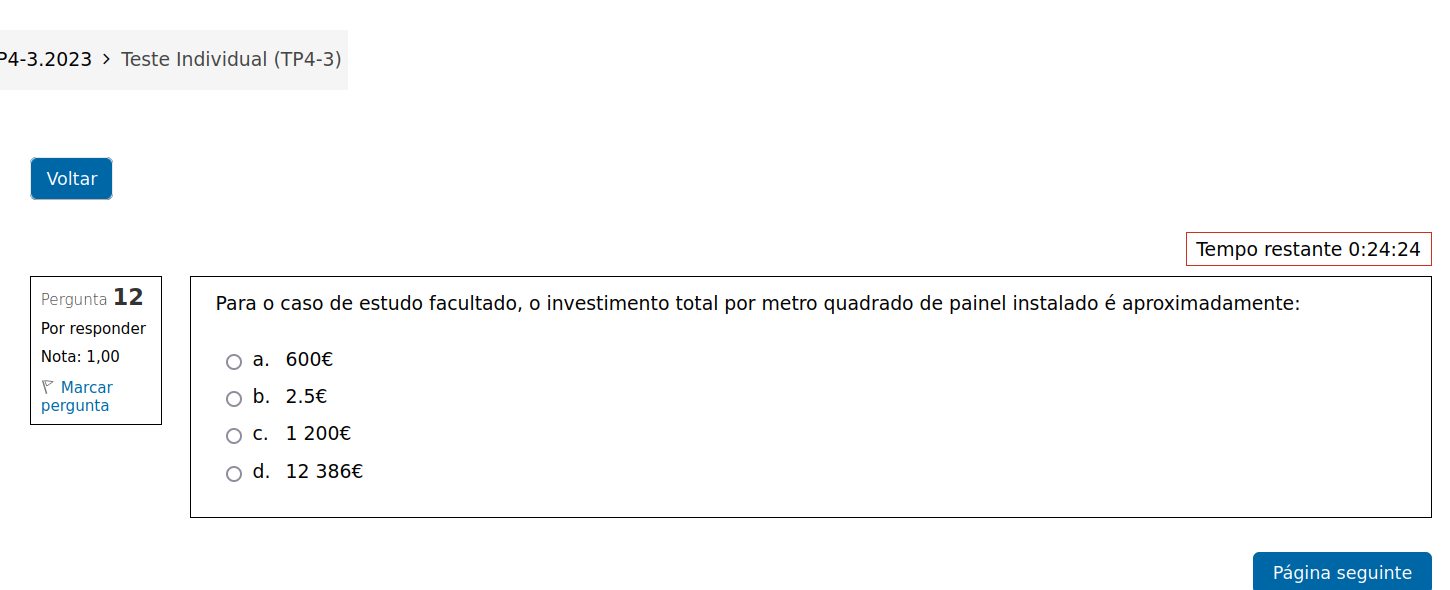 P4-3.2023 > Teste Individual (TP4-3)
Voltar
Tempo restante 0:24:24
Pergunta 12
Por responder
Nota: 1,00
Marcar
pergunta
Para o caso de estudo facultado, o investimento total por metro quadrado de painel instalado é aproximadamente:
a. 600€
b. 2.5€
c. 1 200€
d. 12 386€
Página seguinte